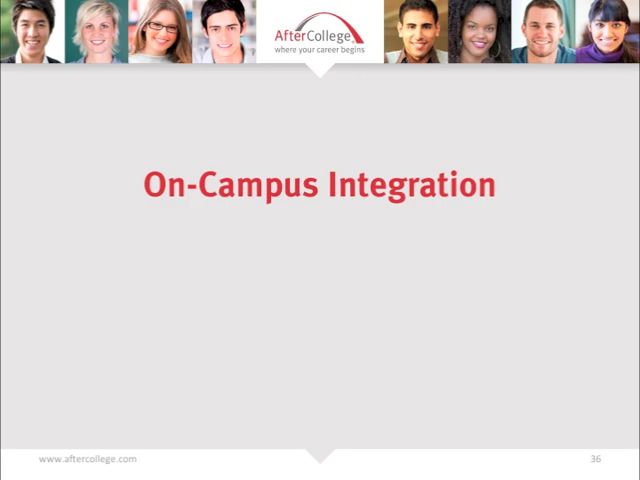 AfterCollege
where your career begins
On-Campus Integration
www.aftercollege.com
36